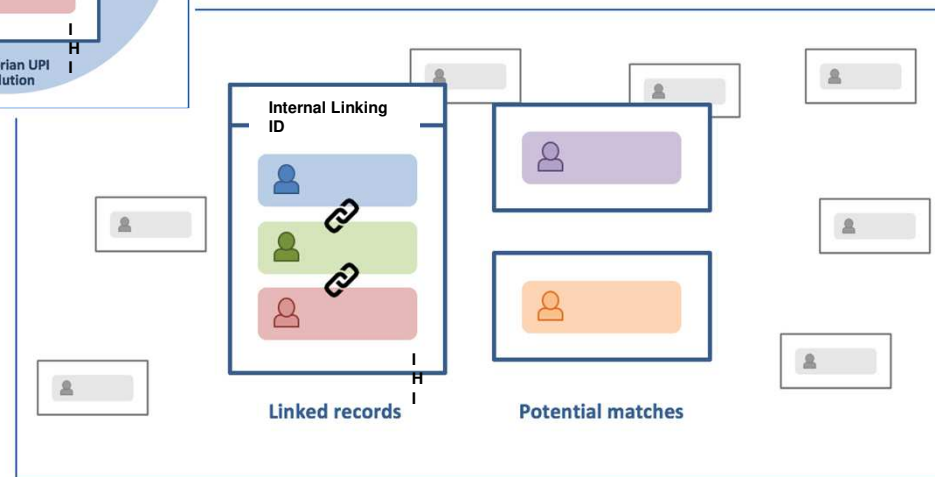 I
H
I
rian UPI
lution
Internal Linking
ID
I
H
I
Linked records
Potential matches